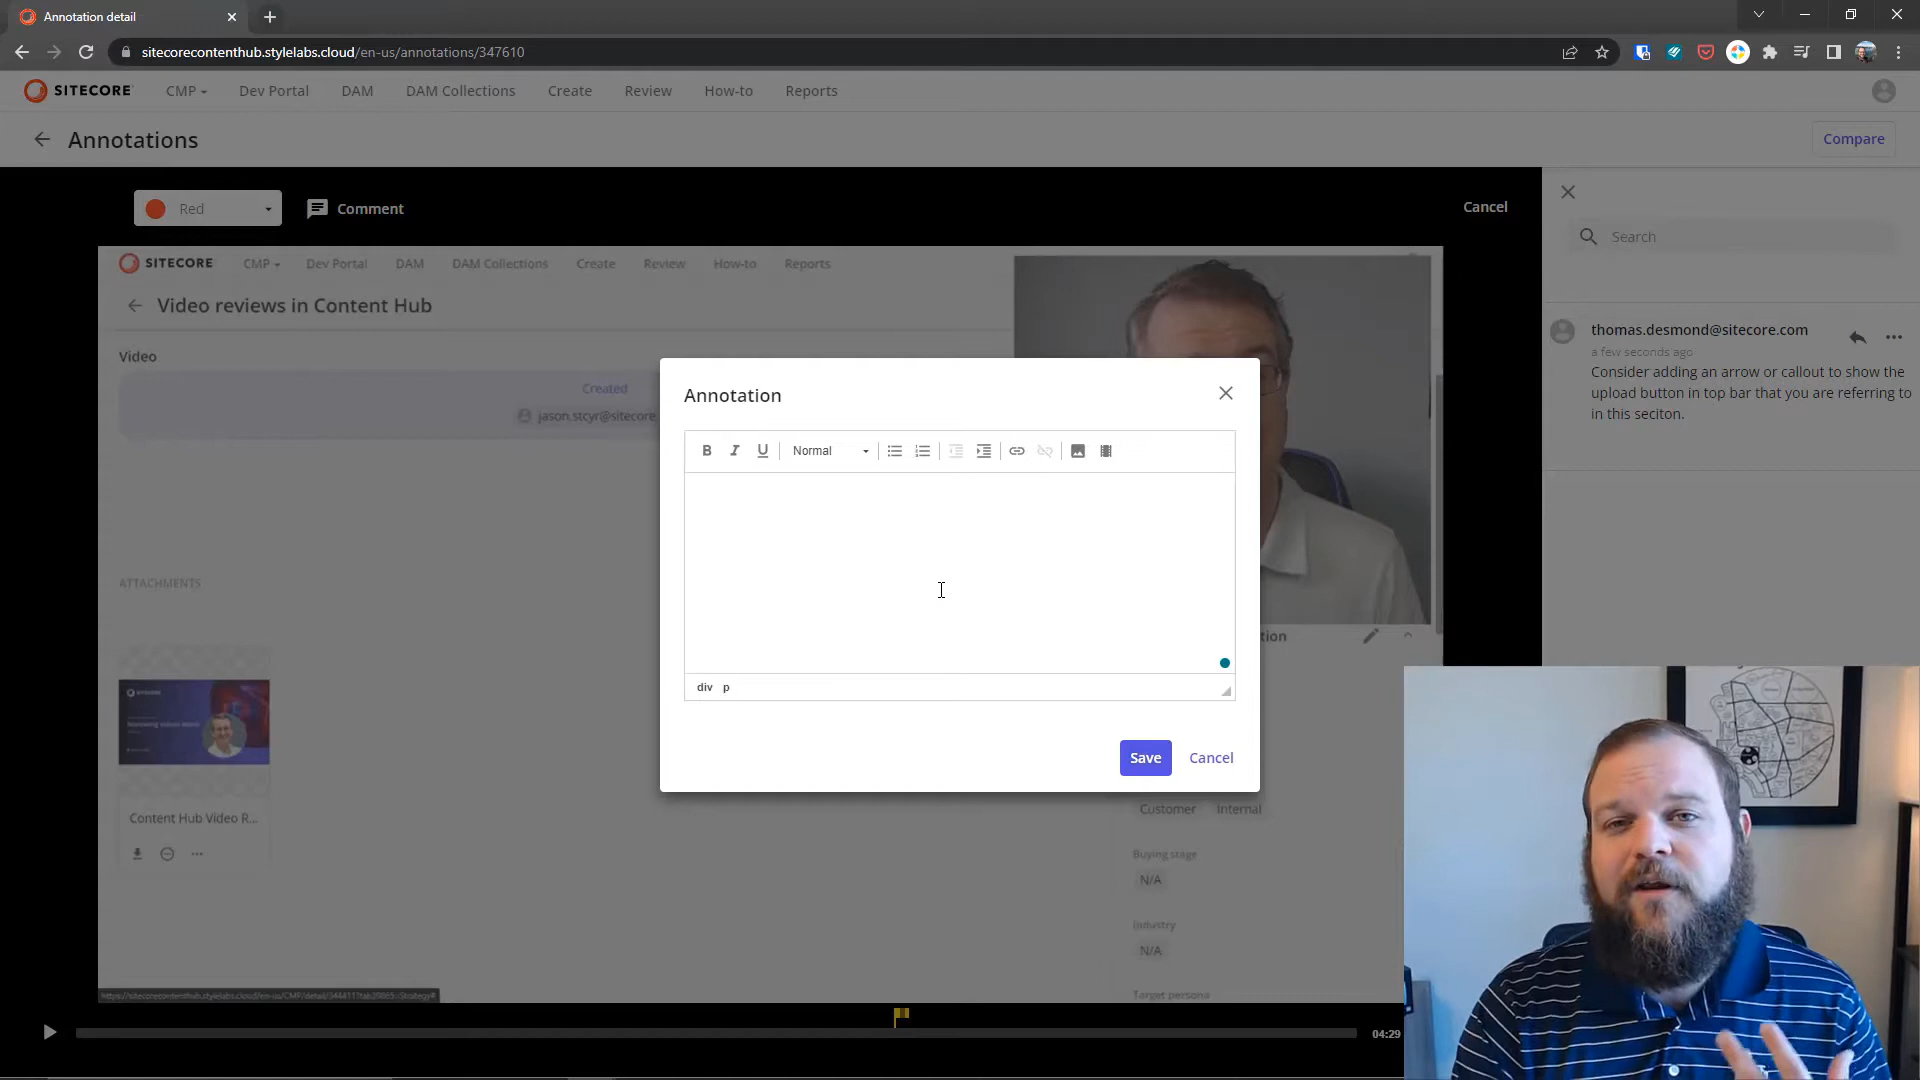 Annotation detail
sitecorecontenthub.stylelabs.cloud/en-us/annotations/347610
SITECORE CMP Dev Portal DAM DAM Collections Create Review How-to Reports
Annotations
Compare
Red
Comment
Cancel
Search
SITECORE CMP Dev Portal DAM DAM Collections Create Review How-to Reports
Video reviews in Content Hub
Video
Created
jason.stcyr@sitecore
thomas.desmond@sitecore.com
a few seconds ago
Consider adding an arrow or callout to show the
upload button in top bar that you are referring to
in this seciton.
Annotation
B I U Normal
div p
Save Cancel
ATTACHMENTS
SITECORE
Content Hub Video R...
tion
Customer Internal
Buying stage
N/A
Industry
N/A
Target persona
04:29